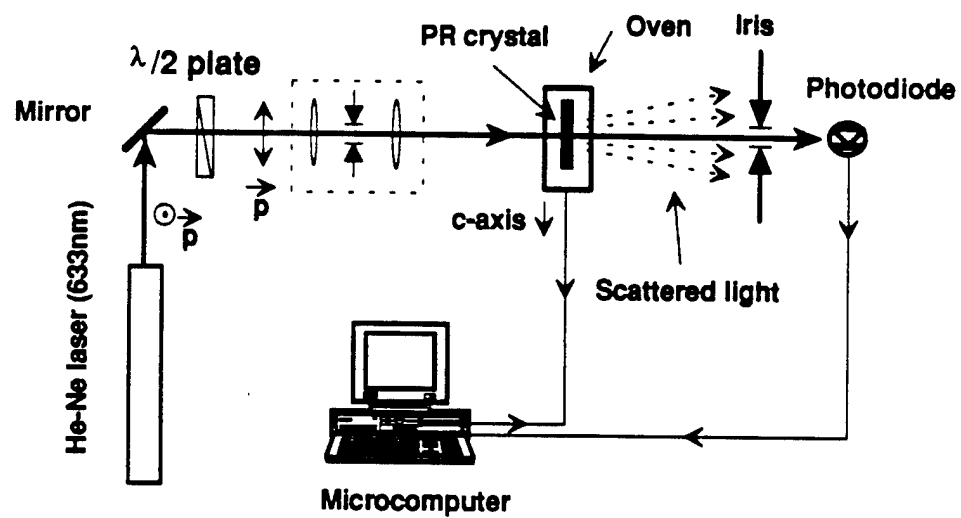 PR crystal
Oven
Iris
λ/2 plate
Mirror
Photodiode
p
p
c-axis
He-Ne laser (633nm)
Scattered light
Microcomputer